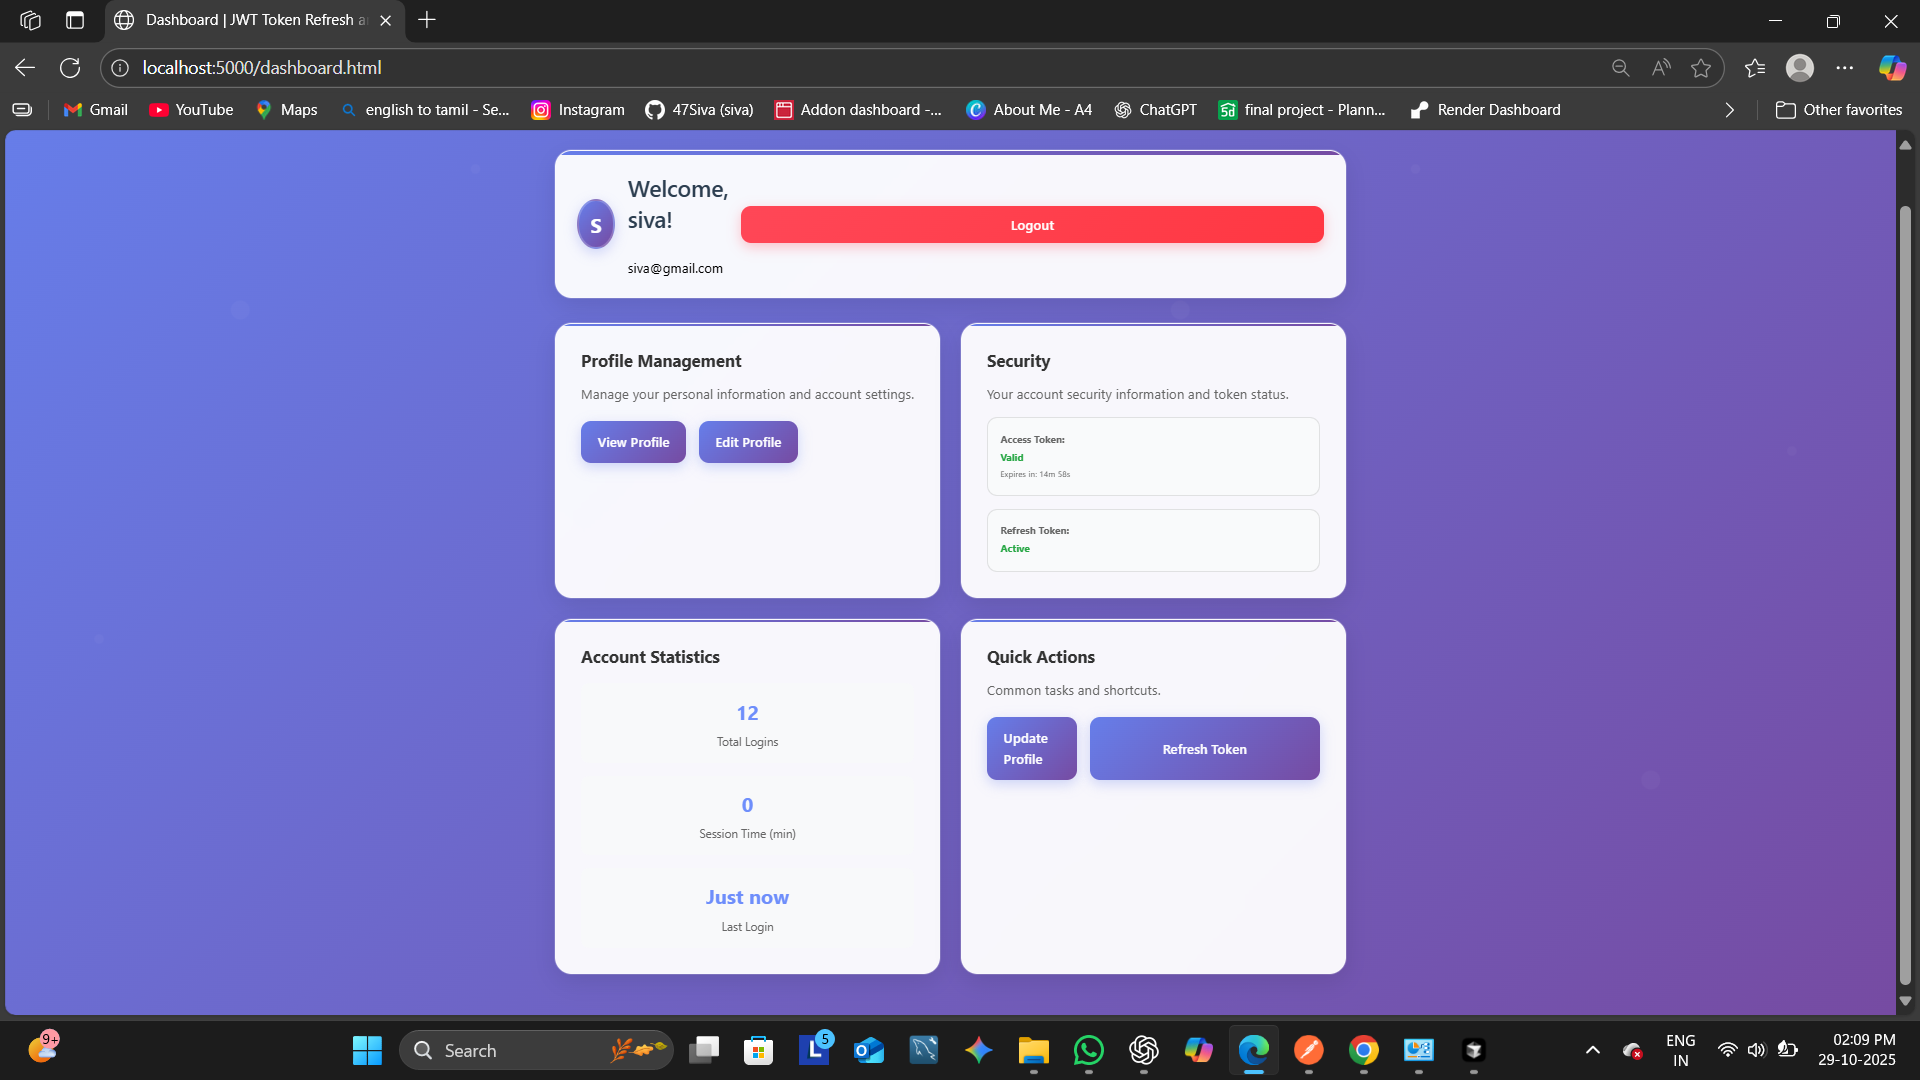 Dashboard | JWT Token Refresh a
localhost:5000/dashboard.html
Gmail
YouTube
Maps
english to tamil - Se...
Instagram
47Siva (siva)
Addon dashboard -...
About Me - A4
ChatGPT
final project - Plann...
Render Dashboard
Other favorites
S
Welcome,
siva!
siva@gmail.com
Logout
Profile Management
Manage your personal information and account settings.
View Profile
Edit Profile
Security
Your account security information and token status.
Access Token:
Valid
Expires in: 14m 58s
Refresh Token:
Active
Account Statistics
12
Total Logins
0
Session Time (min)
Just now
Last Login
Quick Actions
Common tasks and shortcuts.
Update
Profile
Refresh Token
9+
Search
L
5
ENG
IN
02:09 PM
29-10-2025